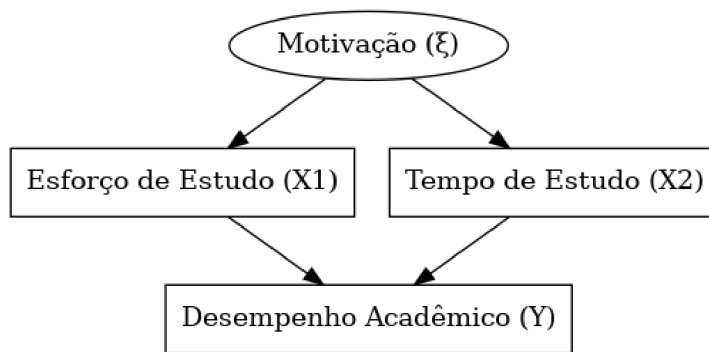 Motivação (ξ)
Esforço de Estudo (X1)
Tempo de Estudo (X2)
Desempenho Acadêmico (Y)